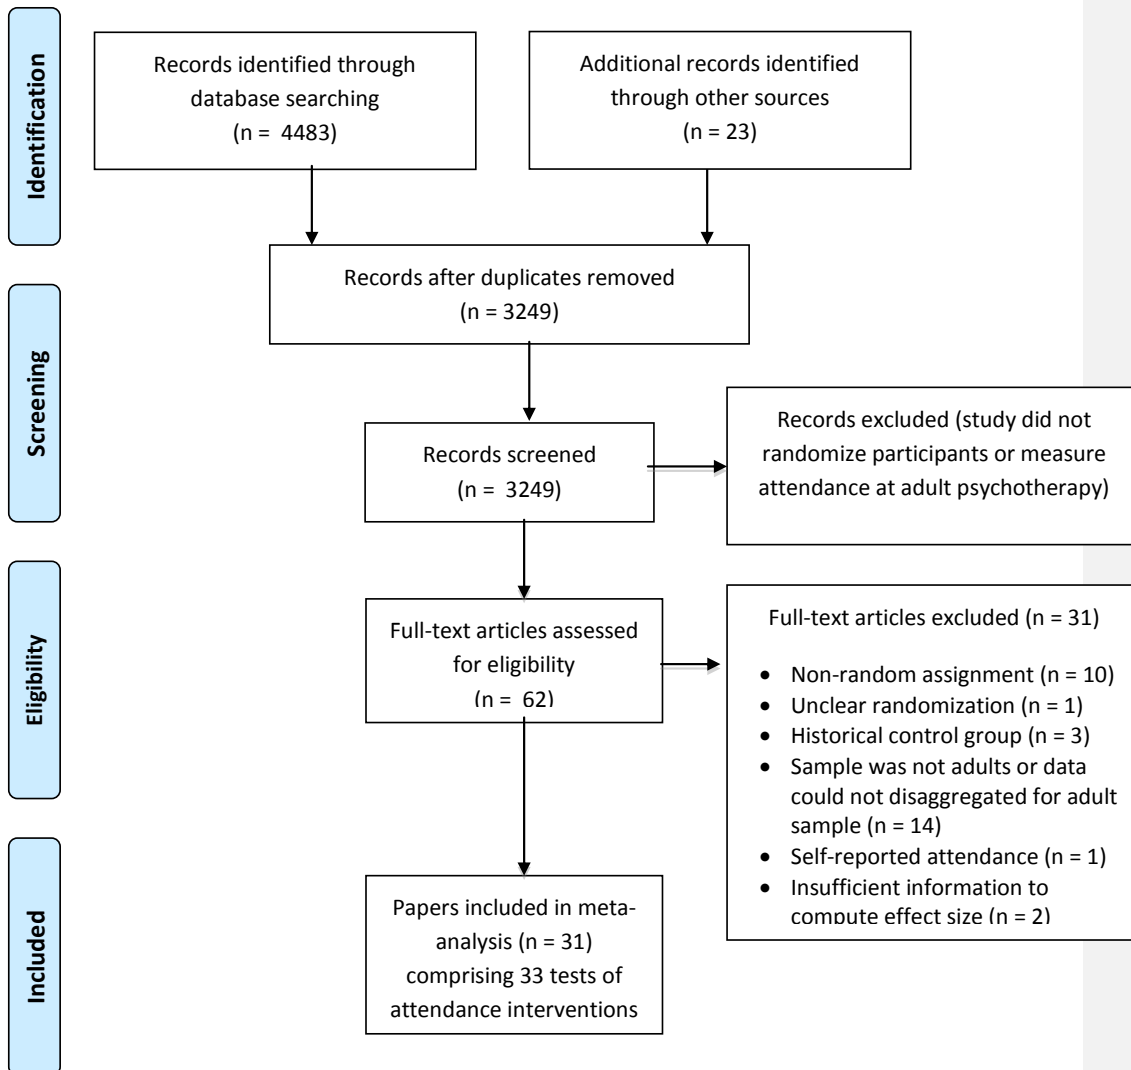 Identification
Records identified through
database searching
(n =  4483)
Additional records identified
through other sources
(n = 23)
Records after duplicates removed
(n = 3249)
Screening
Records screened
(n =  3249)
Records excluded (study did not
randomize participants or measure
attendance at adult psychotherapy)
Eligibility
Full-text articles assessed
for eligibility
(n =  62)
Full-text articles excluded (n = 31)
• Non-random assignment (n = 10)
• Unclear randomization (n = 1)
• Historical control group (n = 3)
• Sample was not adults or data
could not disaggregated for adult
sample (n = 14)
• Self-reported attendance (n = 1)
• Insufficient information to
compute effect size (n = 2)
Included
Papers included in meta-
analysis (n = 31)
comprising 33 tests of
attendance interventions